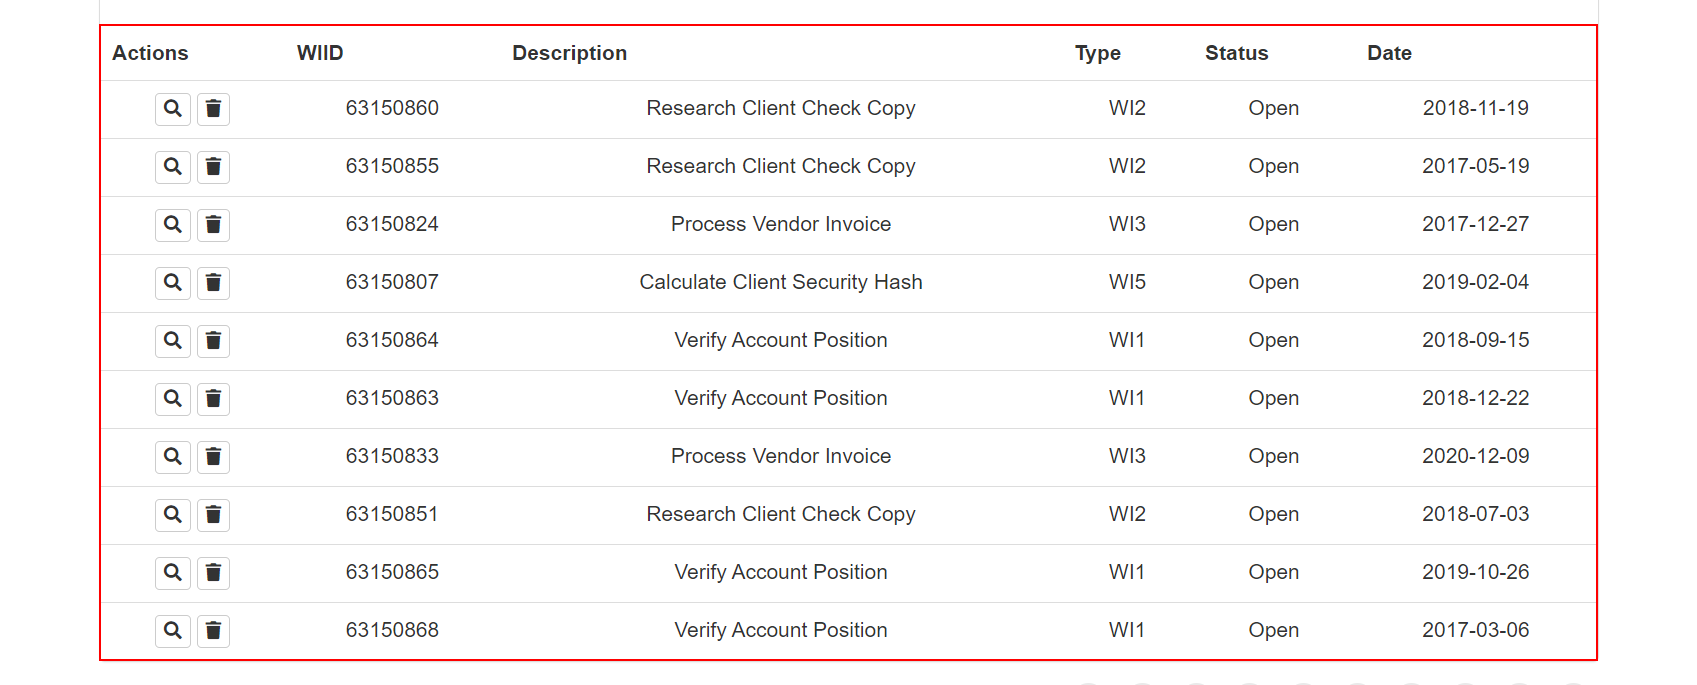 Actions WIID Description Type Status Date
63150860 Research Client Check Copy WI2 Open 2018-11-19
63150855 Research Client Check Copy WI2 Open 2017-05-19
63150824 Process Vendor Invoice WI3 Open 2017-12-27
63150807 Calculate Client Security Hash WI5 Open 2019-02-04
63150864 Verify Account Position WI1 Open 2018-09-15
63150863 Verify Account Position WI1 Open 2018-12-22
63150833 Process Vendor Invoice WI3 Open 2020-12-09
63150851 Research Client Check Copy WI2 Open 2018-07-03
63150865 Verify Account Position WI1 Open 2019-10-26
63150868 Verify Account Position WI1 Open 2017-03-06